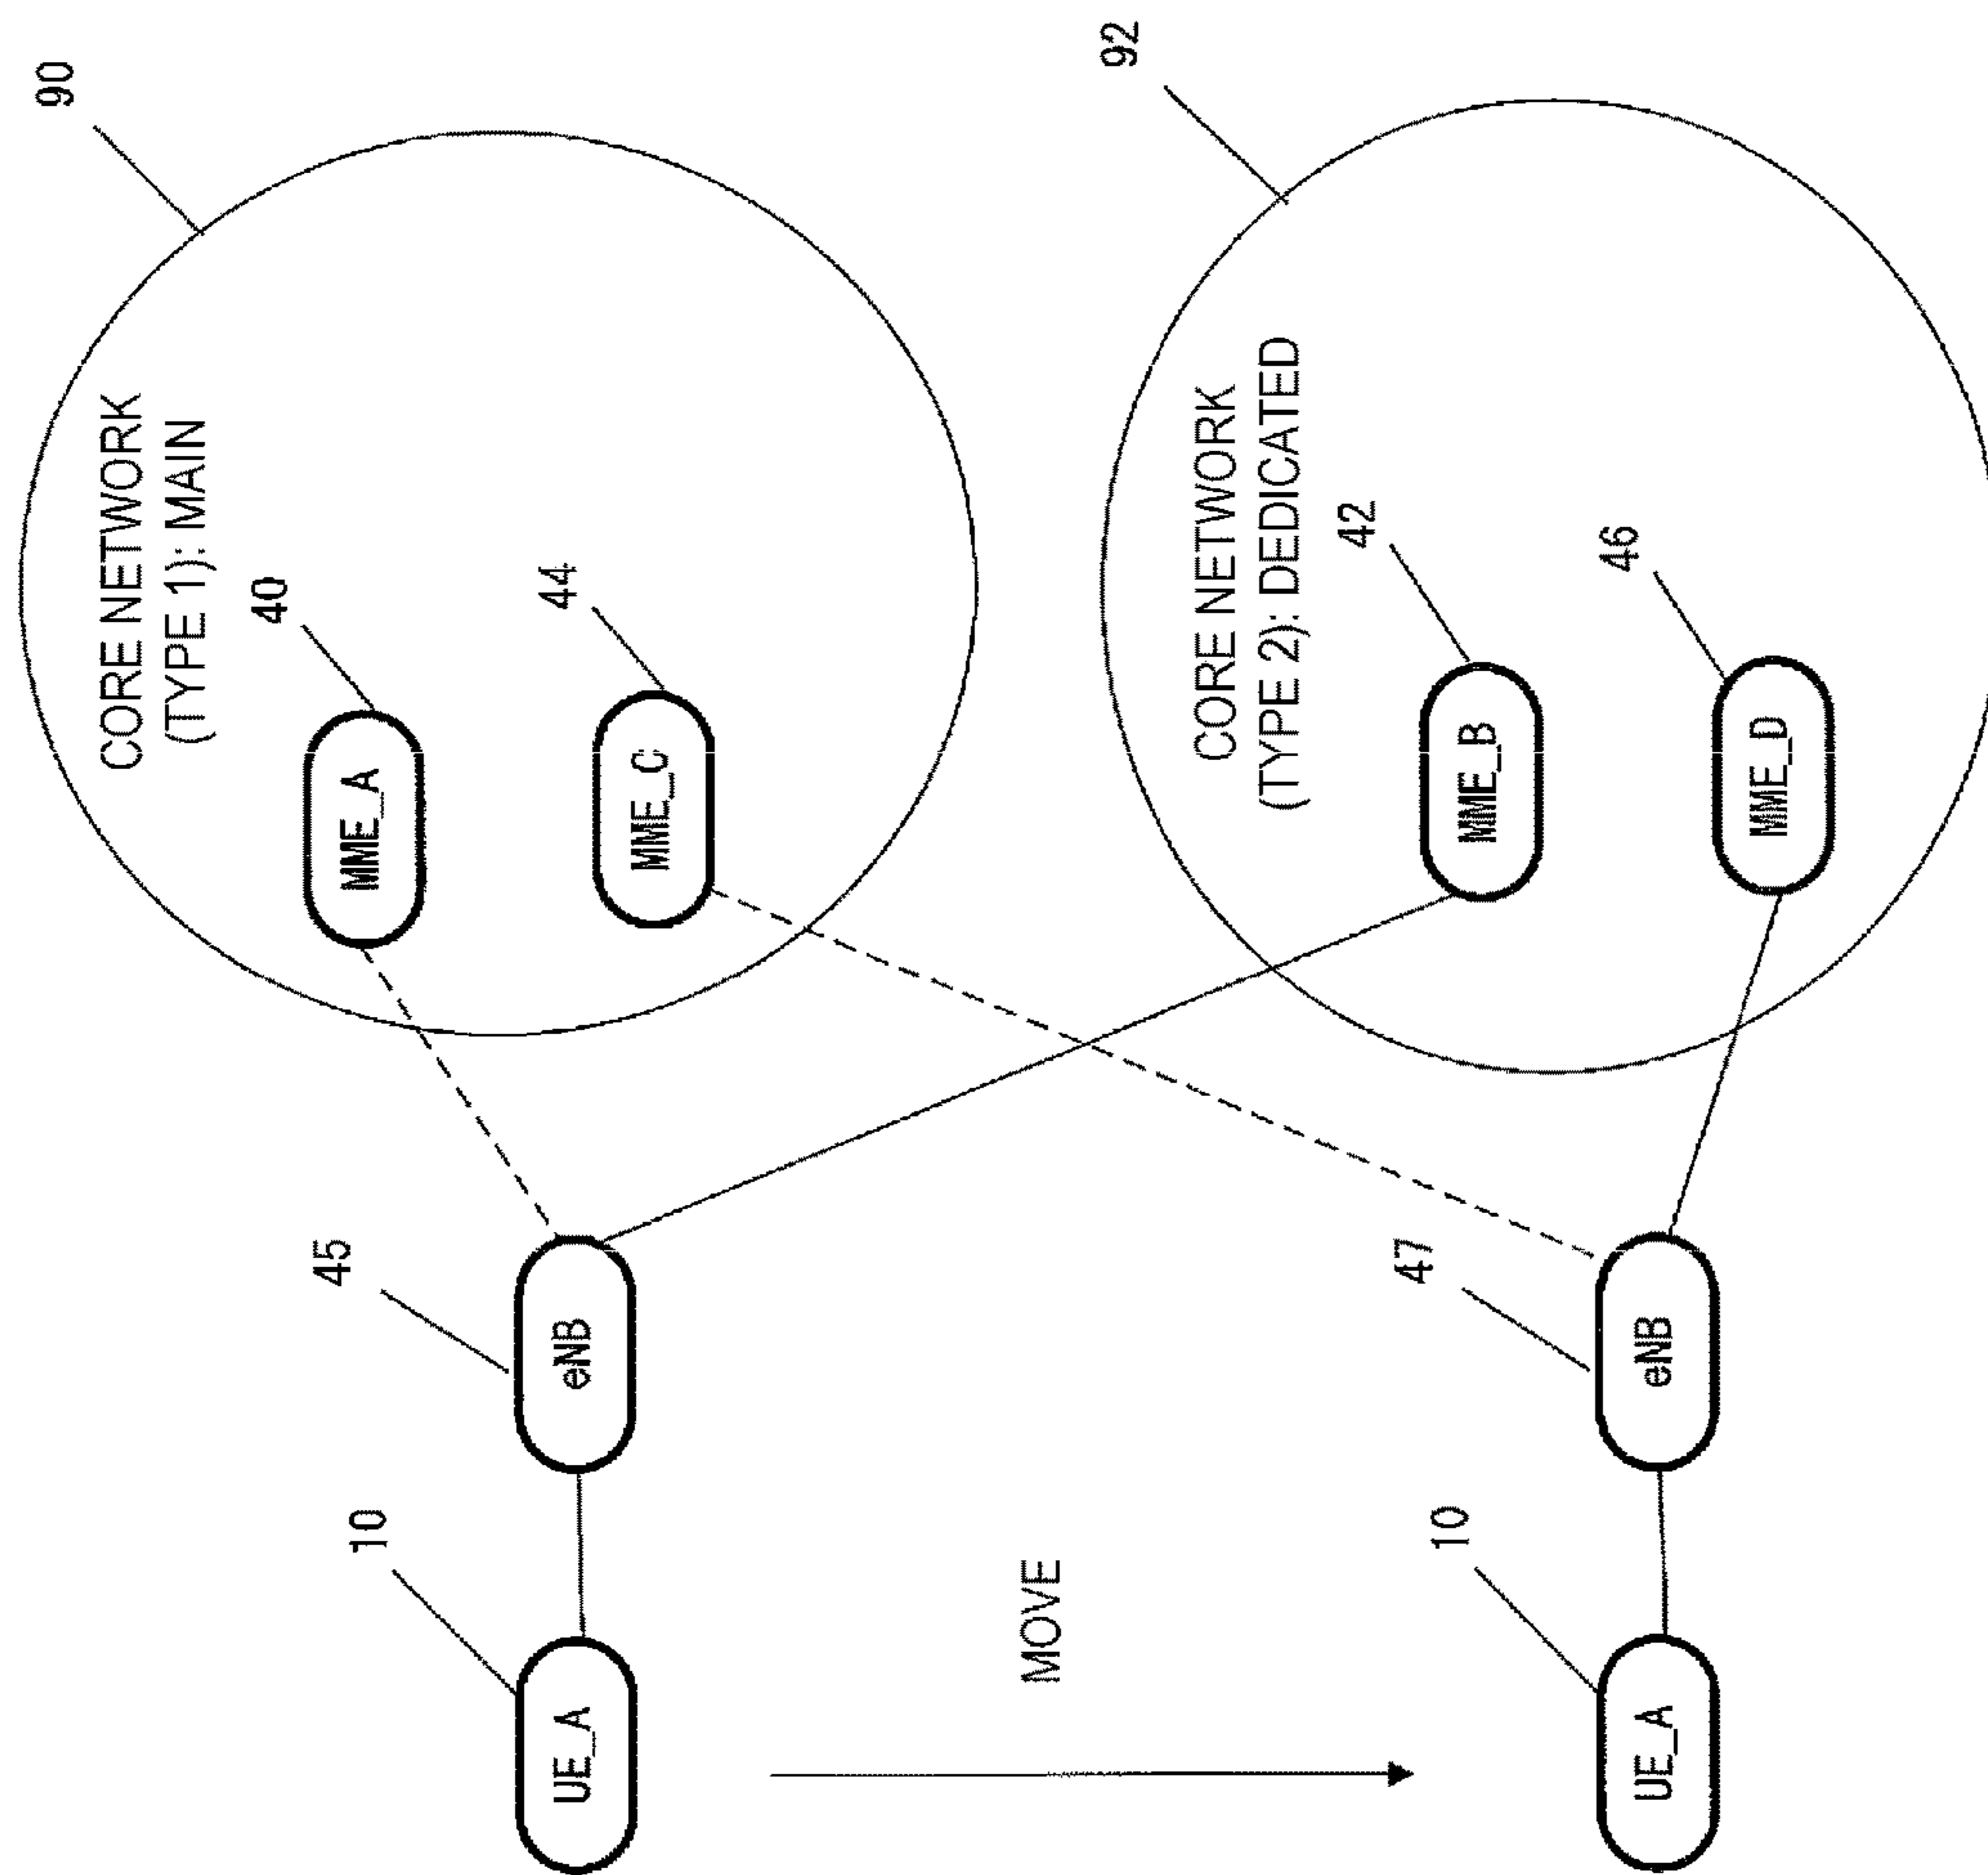 90
CORE NETWORK
(TYPE 1): MAIN
40
MME_A
44
MME_C
92
CORE NETWORK
(TYPE 2): DEDICATED
42
MME_B
46
MME_D
45
eNB
47
eNB
10
UE_A
MOVE
10
UE_A